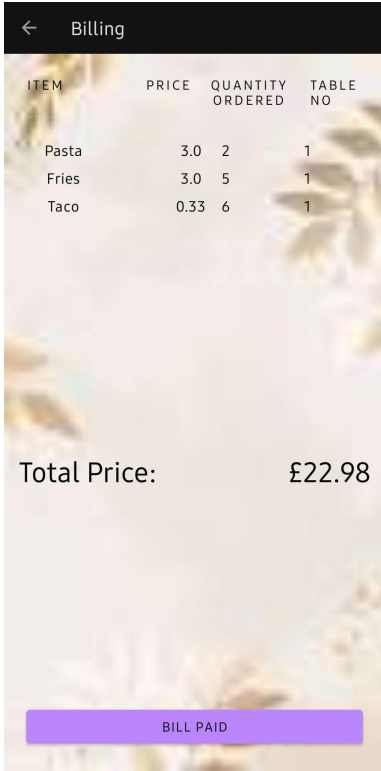 Billing
ITEM PRICE QUANTITY ORDERED TABLE NO
Pasta 3.0 2 1
Fries 3.0 5 1
Taco 0.33 6 1
Total Price: £22.98
BILL PAID